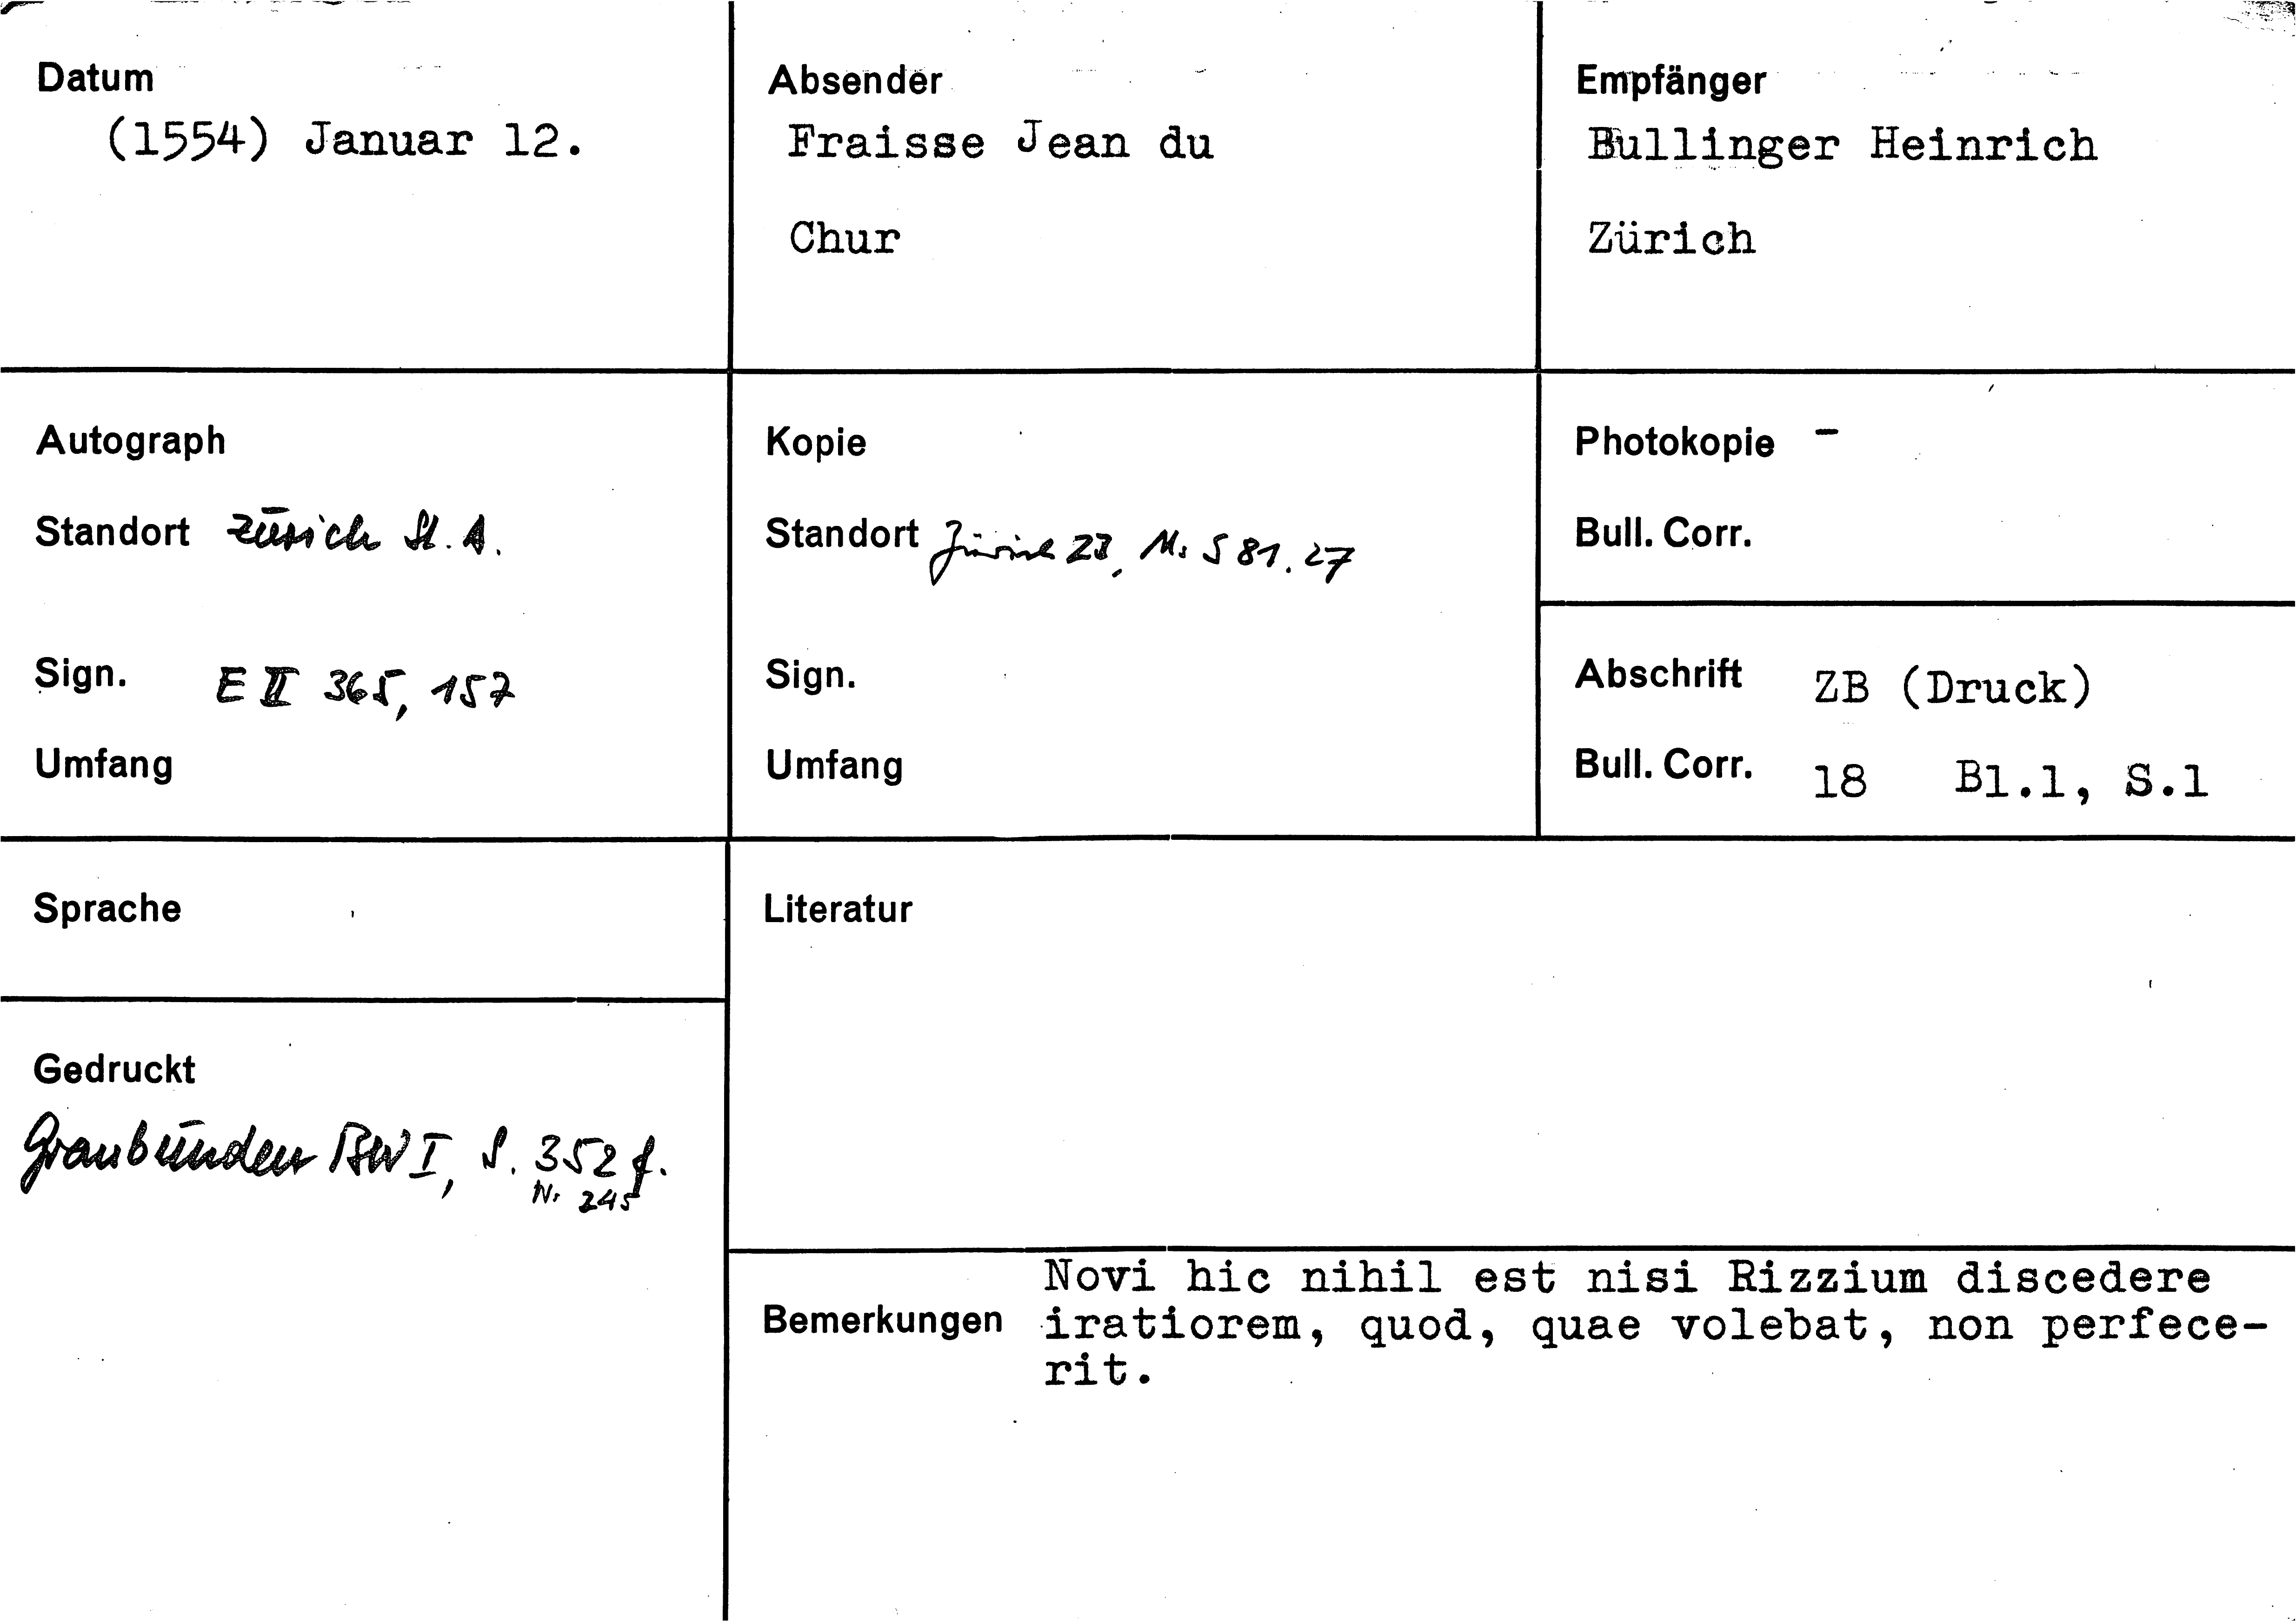 Datum
(1554) Januar 12.
Absender
Fraisse Jean du
Chur
Empfänger
Bullinger Heinrich
Zürich
Autograph
Standort Zürich St. A.
Sign. E II 365, 157
Umfang
Kopie
Standort Zürich ZB, Ms S 81. 27
Sign.
Umfang
Photokopie -
Bull. Corr.
Abschrift ZB (Druck)
Bull. Corr. 18 Bl.1, S.1
Sprache
Gedruckt
Graubünden BW I, S. 352 f.
Nr 245
Literatur
Bemerkungen
Novi hic nihil est nisi Rizzium discedere
iratiorem, quod, quae volebat, non perfece-
rit.